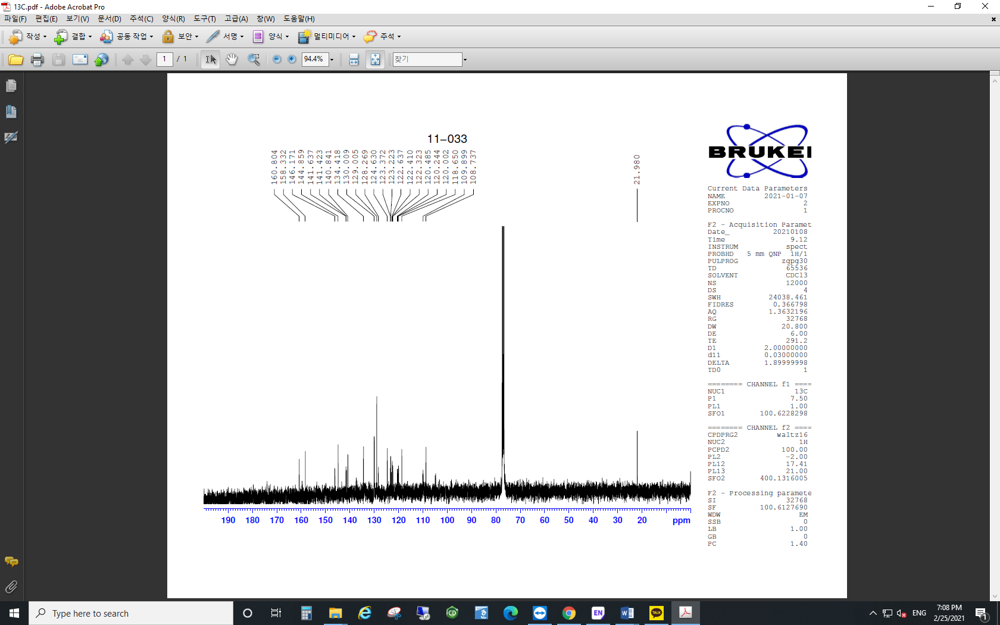 13C.pdf - Adobe Acrobat Pro
파일(F) 편집(E) 보기(V) 문서(D) 주석(C) 양식(R) 도구(T) 고급(A) 창(W) 도움말(H)
작성 결합 공동 작업 보안 서명 양식 멀티미디어 주석
1 / 1 94.4% 찾기
11-033
160.804
158.332
146.171
144.859
141.637
141.423
140.841
134.418
130.009
129.005
128.269
124.630
123.372
123.223
122.637
122.410
122.323
120.485
120.244
120.002
118.650
109.899
108.737
21.980
BRUKE
Current Data Parameters
NAME 2021-01-07
EXPNO 2
PROCNO 1
F2 - Acquisition Paramet
Date_ 20210108
Time 9.12
INSTRUM spect
PROBHD 5 mm QNP 1H/1
PULPROG zgpg30
TD 65536
SOLVENT CDCl3
NS 12000
DS 4
SWH 24038.461
FIDRES 0.366798
AQ 1.3632196
RG 32768
DW 20.800
DE 6.00
TE 291.2
D1 2.00000000
d11 0.03000000
DELTA 1.89999998
TD0 1
======== CHANNEL f1 ====
NUC1 13C
P1 7.50
PL1 1.00
SFO1 100.6228298
======== CHANNEL f2 ====
CPDPRG2 waltz16
NUC2 1H
PCPD2 100.00
PL2 -2.00
PL12 17.41
PL13 21.00
SFO2 400.1316005
F2 - Processing paramete
SI 32768
SF 100.6127690
WDW EM
SSB 0
LB 1.00
GB 0
PC 1.40
190 180 170 160 150 140 130 120 110 100 90 80 70 60 50 40 30 20 ppm
Type here to search
CD
EN
TALK
ENG
7:08 PM
2/25/2021
1